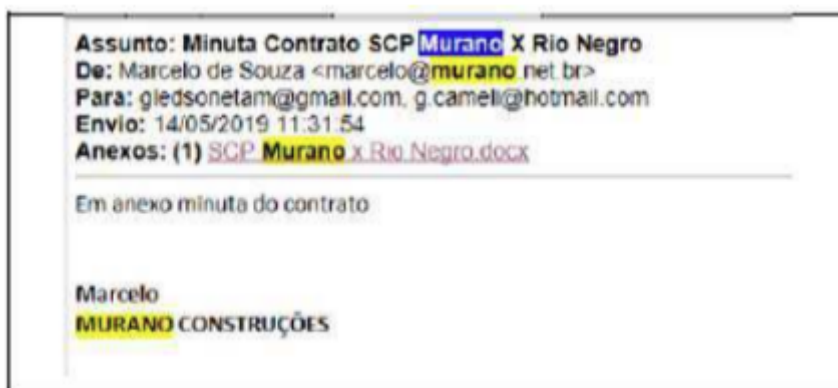 Assunto: Minuta Contrato SCP Murano X Rio Negro
De: Marcelo de Souza <marcelo@murano.net.br>
Para: gledsonetam@gmail.com, g.cameli@hotmail.com
Envio: 14/05/2019 11:31:54
Anexos: (1) SCP Murano x Rio Negro.docx
Em anexo minuta do contrato
Marcelo
MURANO CONSTRUÇÕES